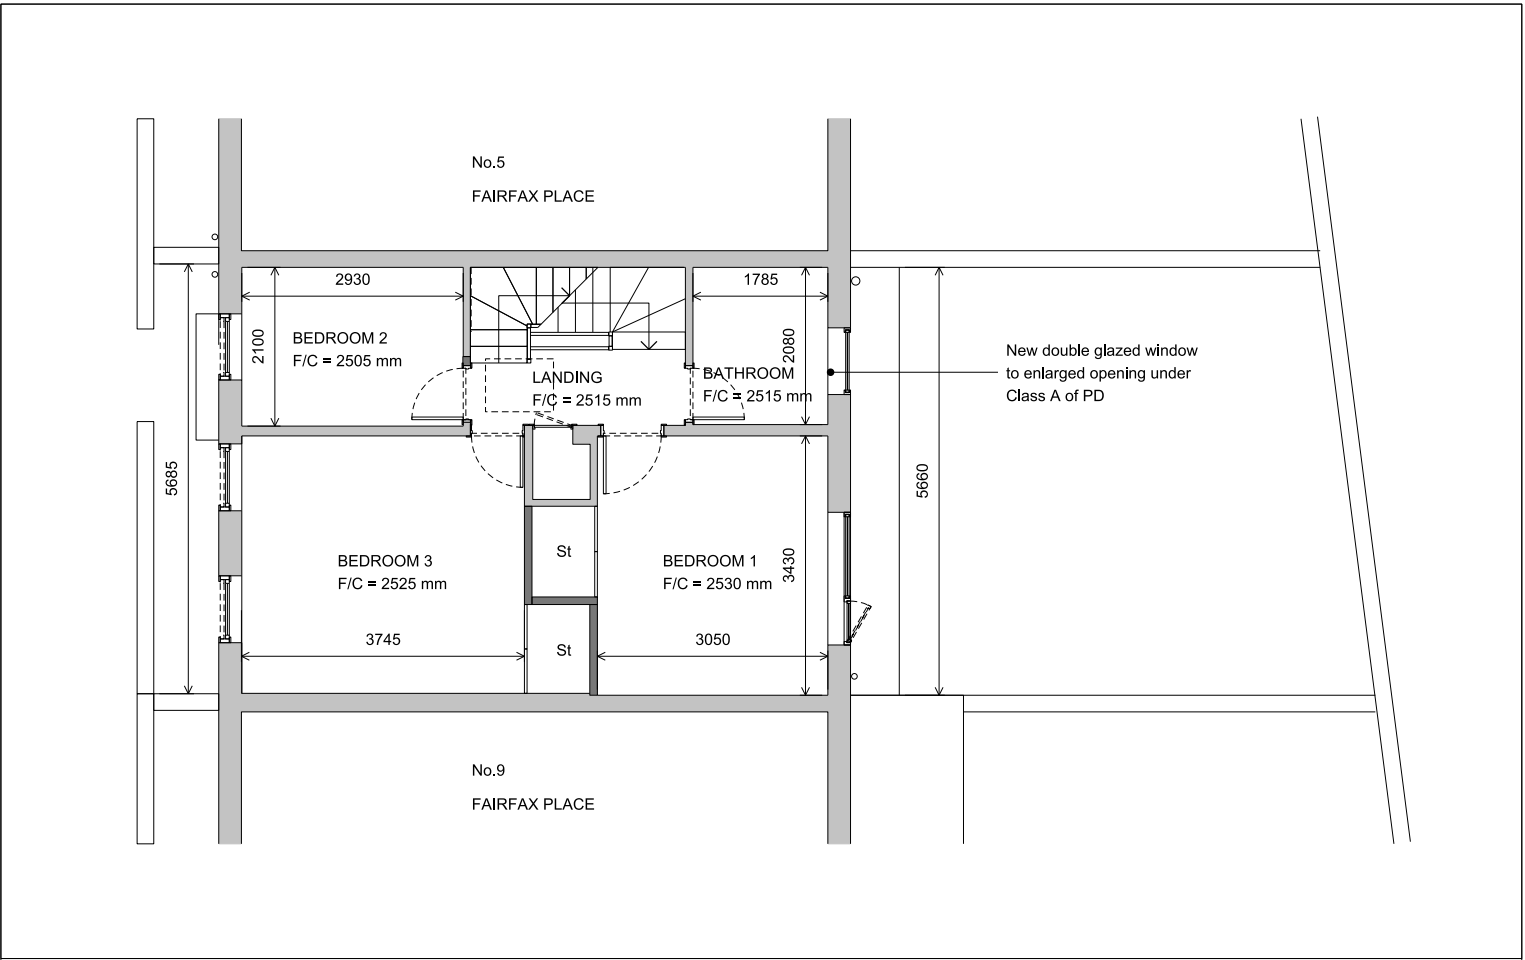 No.5
FAIRFAX PLACE
2930
1785
2100
BEDROOM 2
F/C = 2505 mm
2080
LANDING
F/C = 2515 mm
BATHROOM
F/C = 2515 mm
New double glazed window
to enlarged opening under
Class A of PD
5685
5660
BEDROOM 3
F/C = 2525 mm
St
BEDROOM 1
F/C = 2530 mm
3430
3745
St
3050
No.9
FAIRFAX PLACE